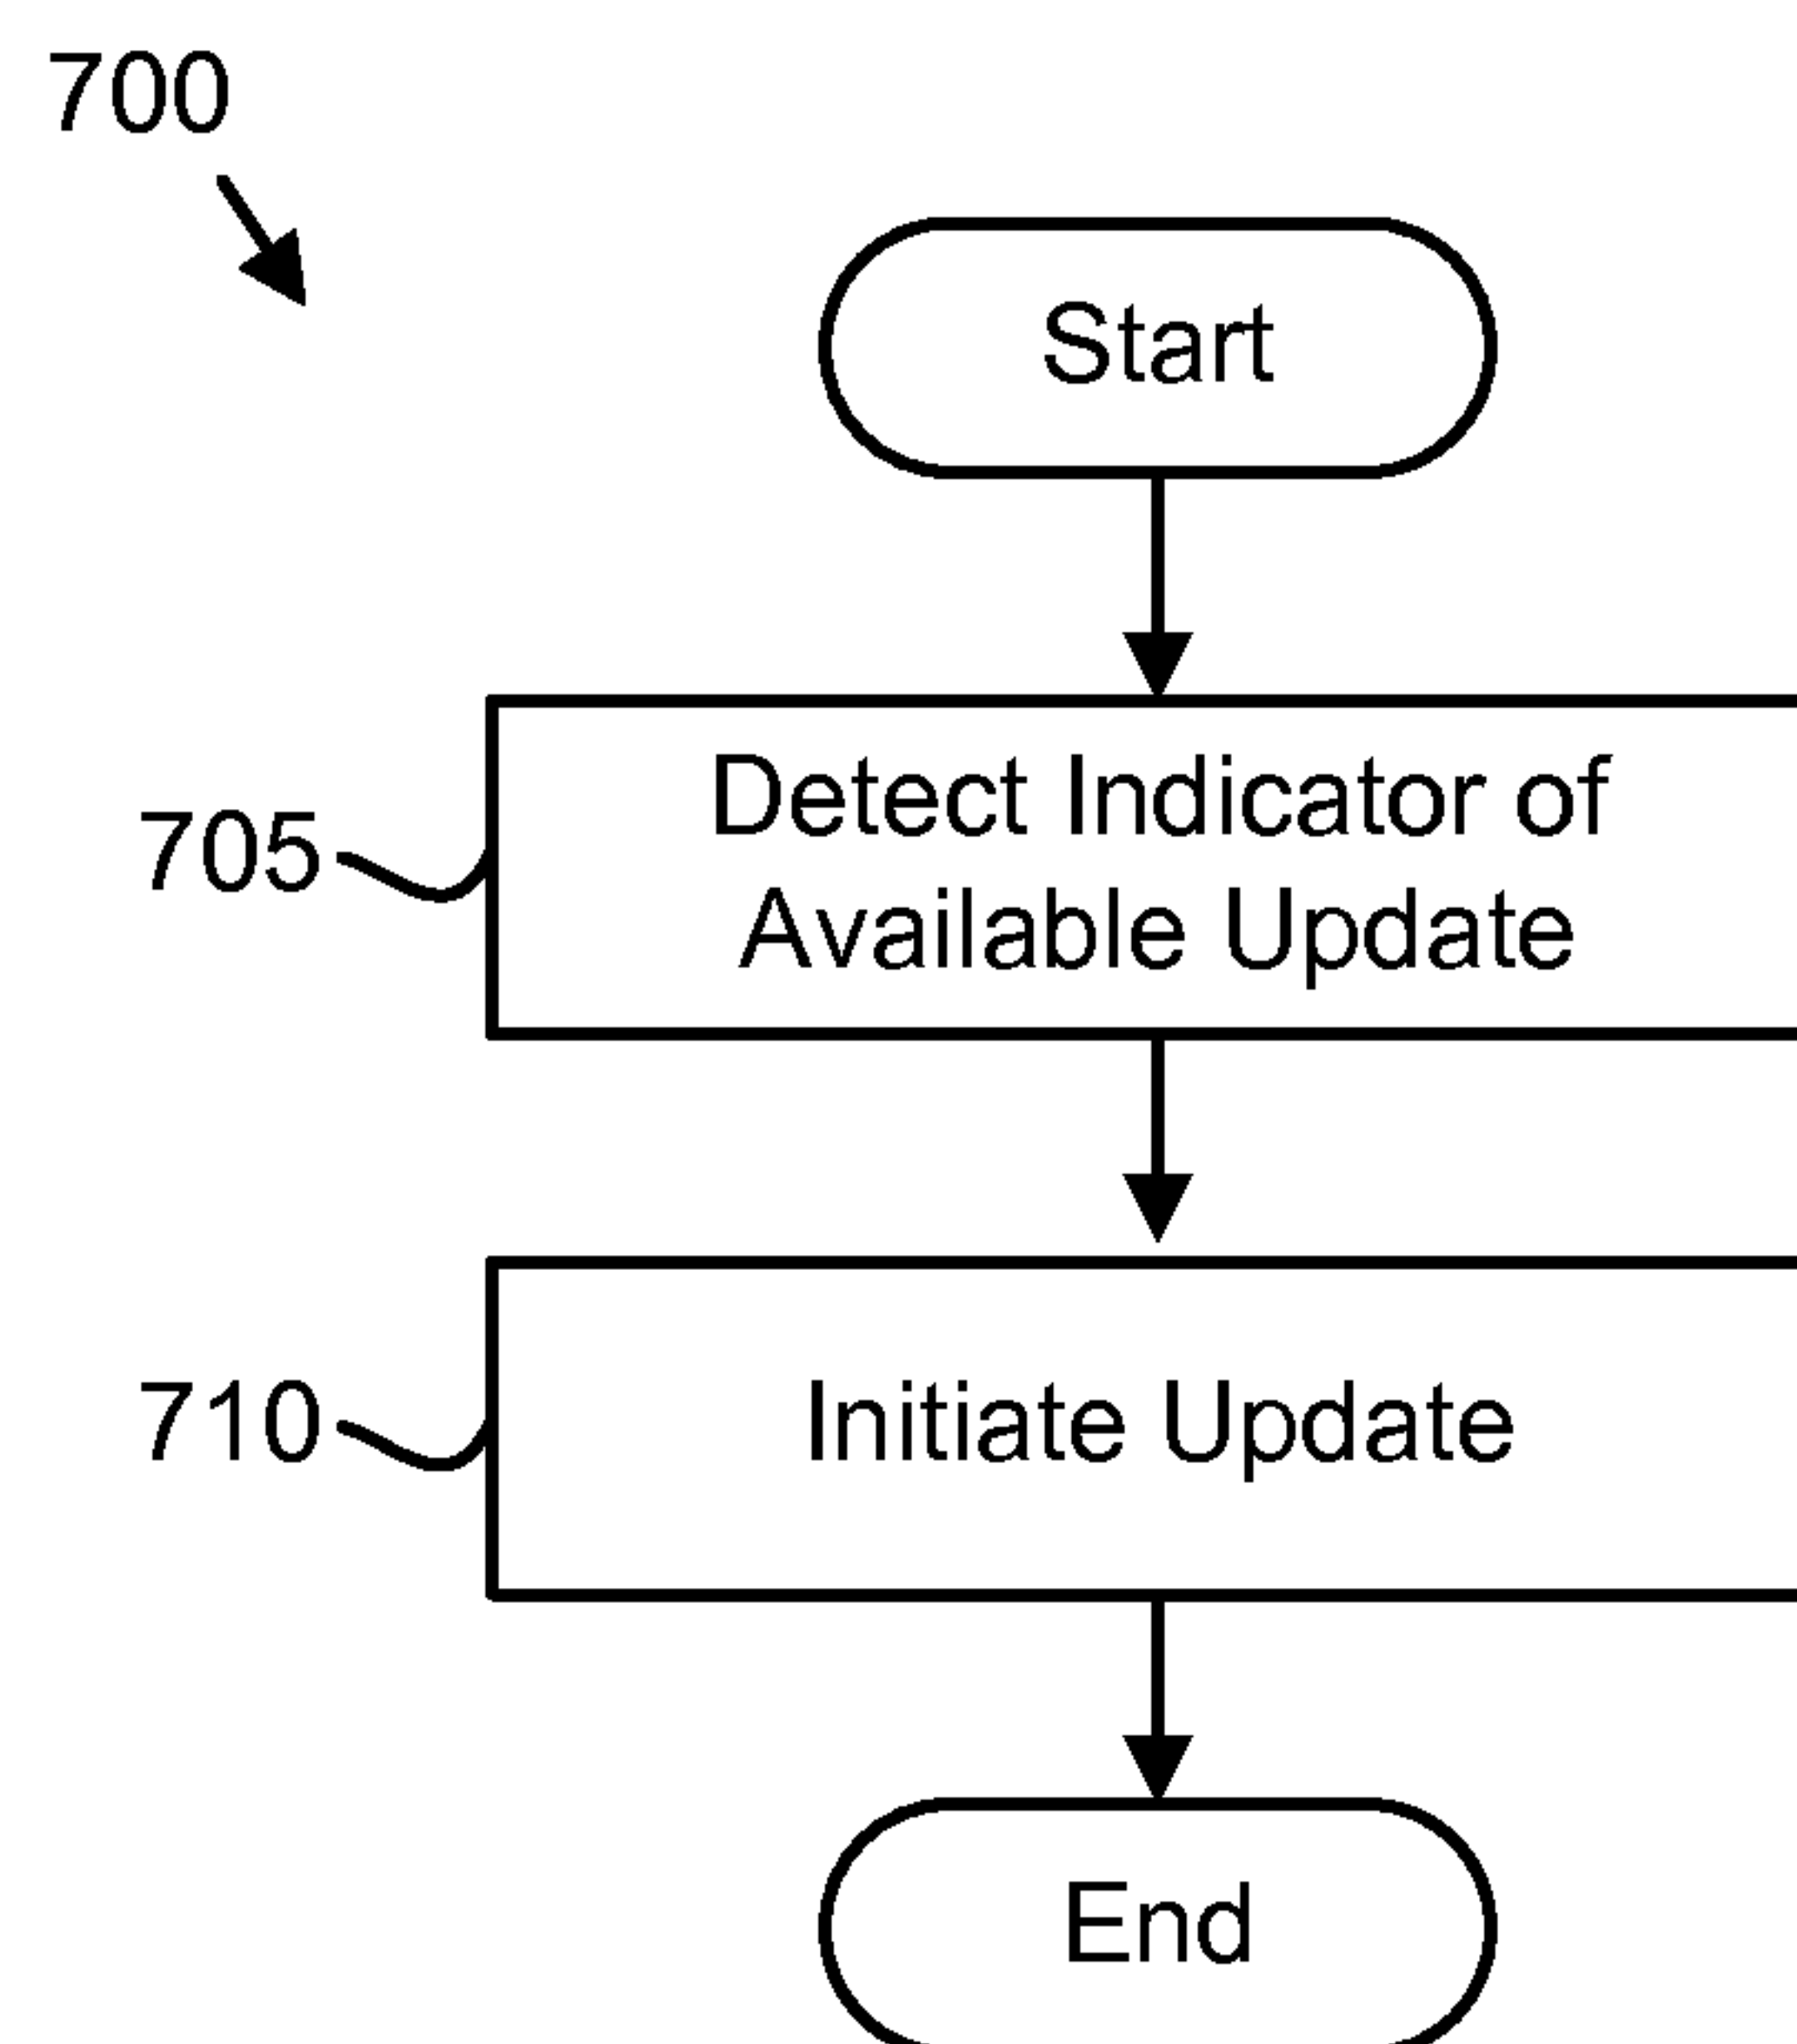 700
Start
705
Detect Indicator of
Available Update
710
Initiate Update
End